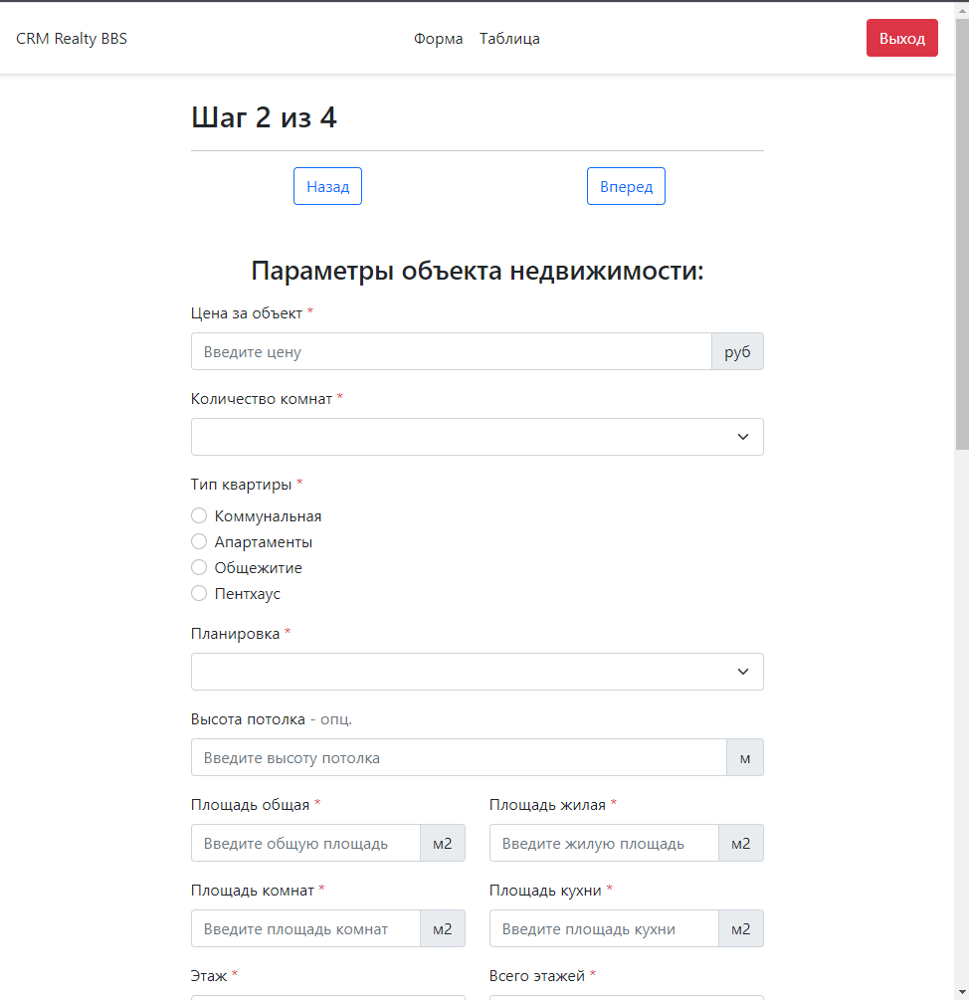 CRM Realty BBS Форма Таблица Выход
Шаг 2 из 4
Назад Вперед
Параметры объекта недвижимости:
Цена за объект *
Введите цену руб
Количество комнат *
Тип квартиры *
Коммунальная
Апартаменты
Общежитие
Пентхаус
Планировка *
Высота потолка - опц.
Введите высоту потолка м
Площадь общая * Площадь жилая *
Введите общую площадь м2 Введите жилую площадь м2
Площадь комнат * Площадь кухни *
Введите площадь комнат м2 Введите площадь кухни м2
Этаж * Всего этажей *